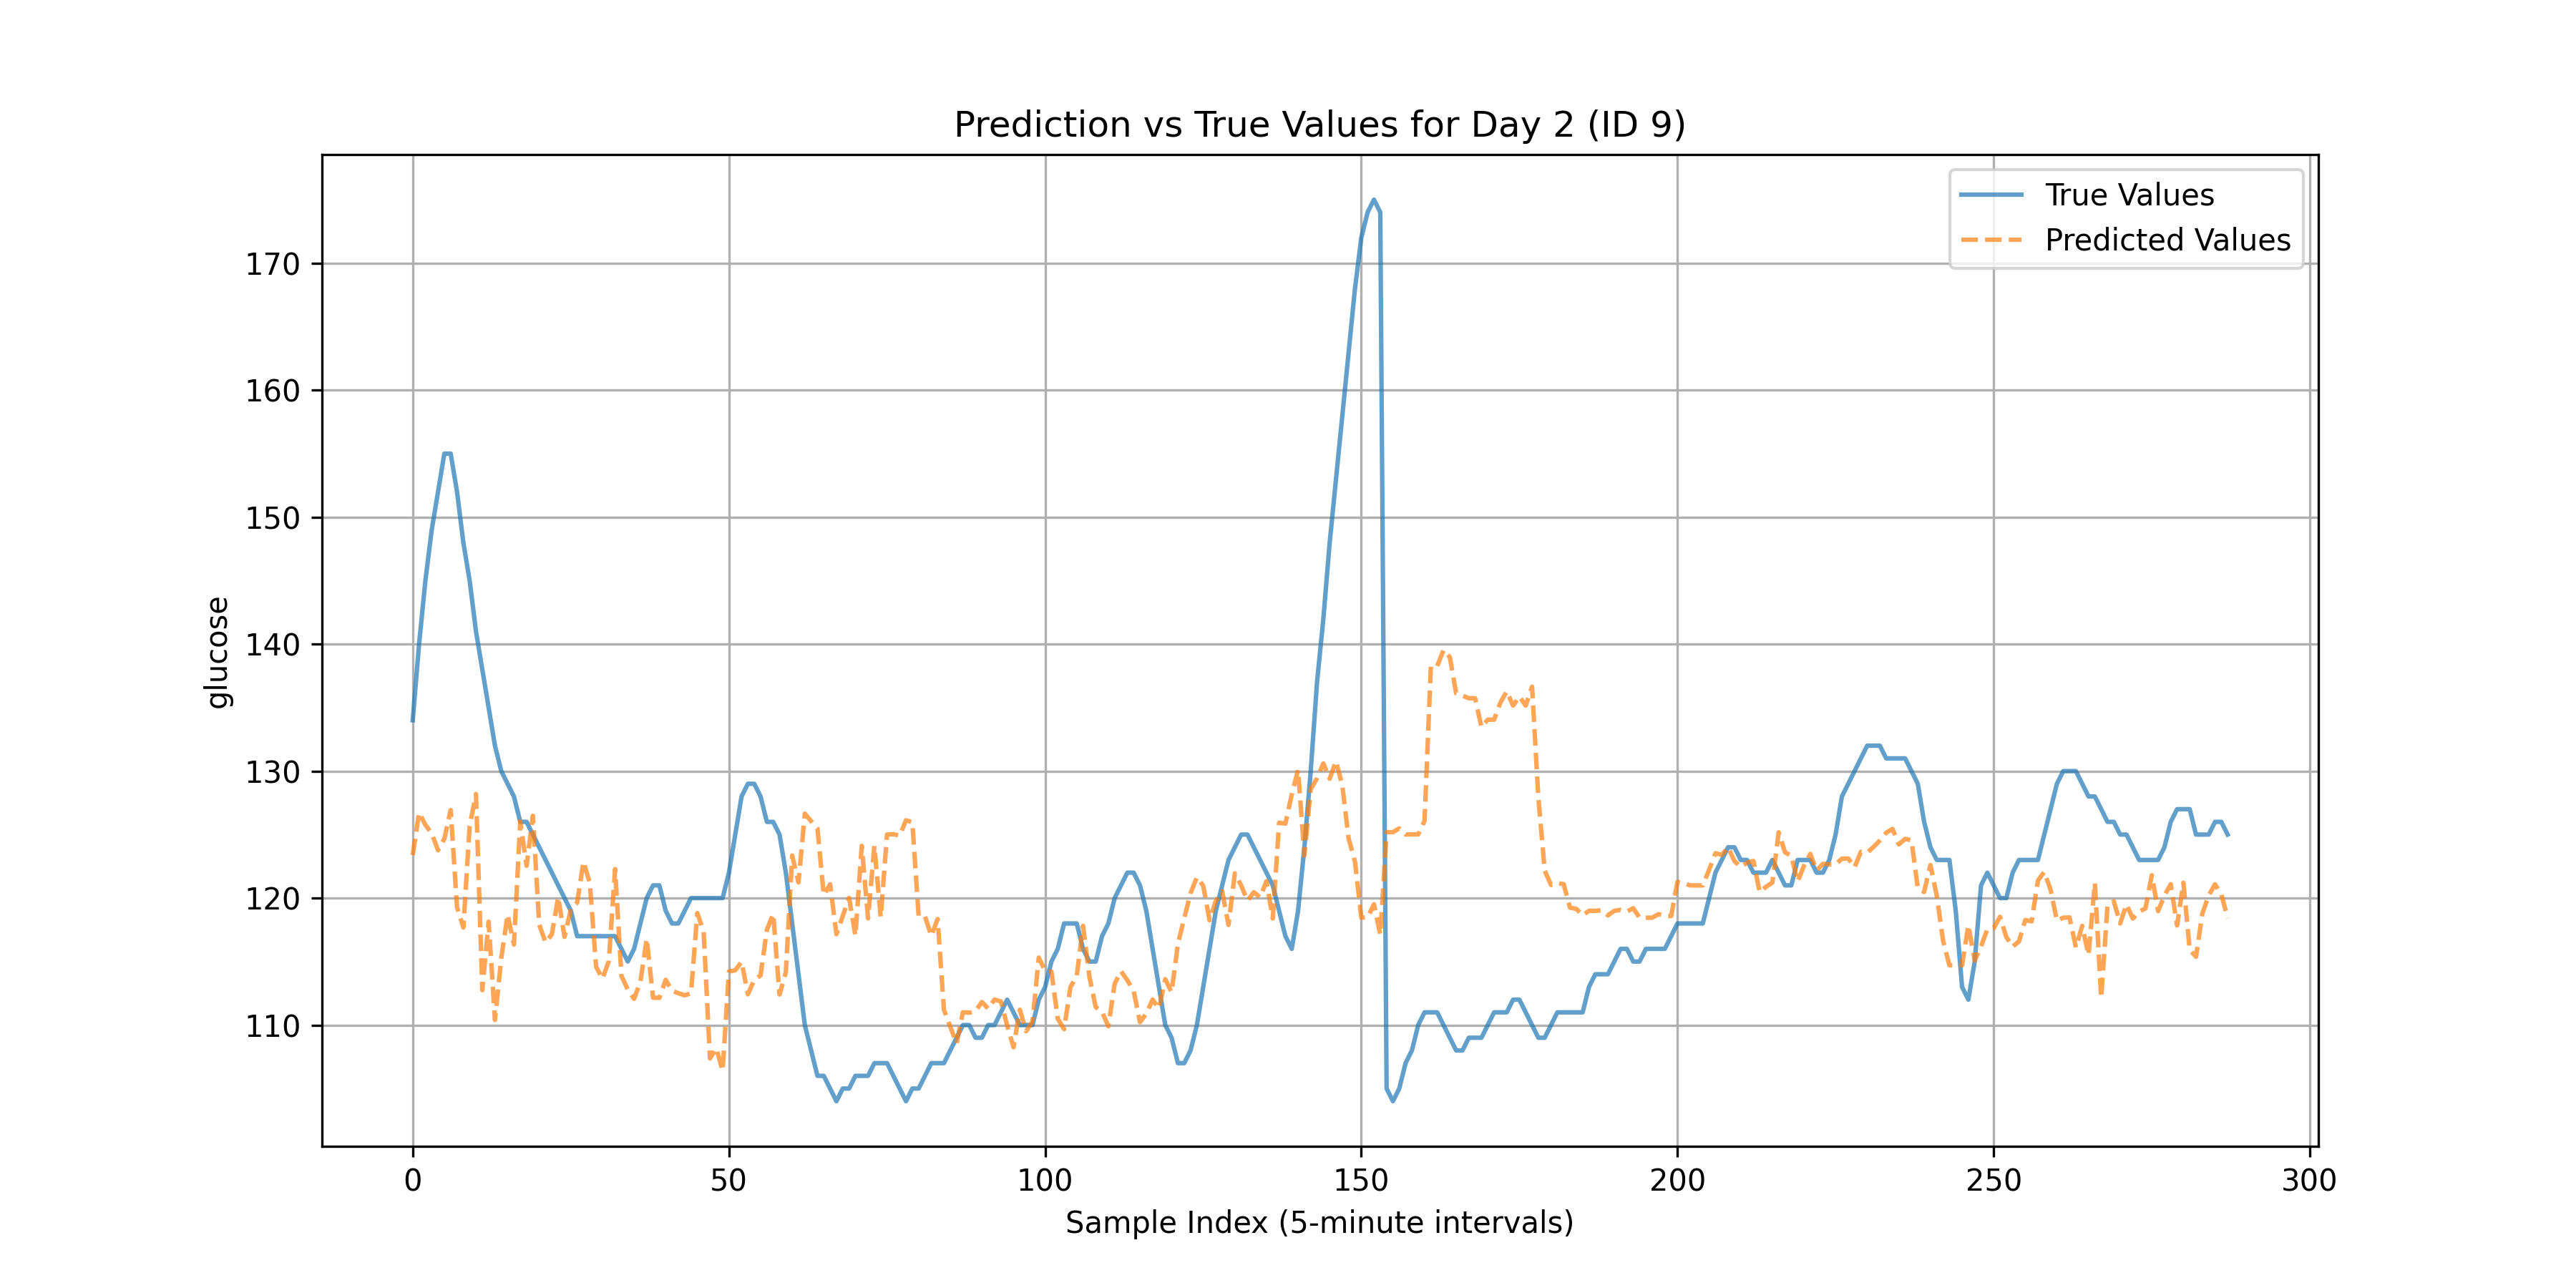 Prediction vs True Values for Day 2 (ID 9)
True Values
Predicted Values
glucose
170
160
150
140
130
120
110
0
50
100
150
200
250
300
Sample Index (5-minute intervals)